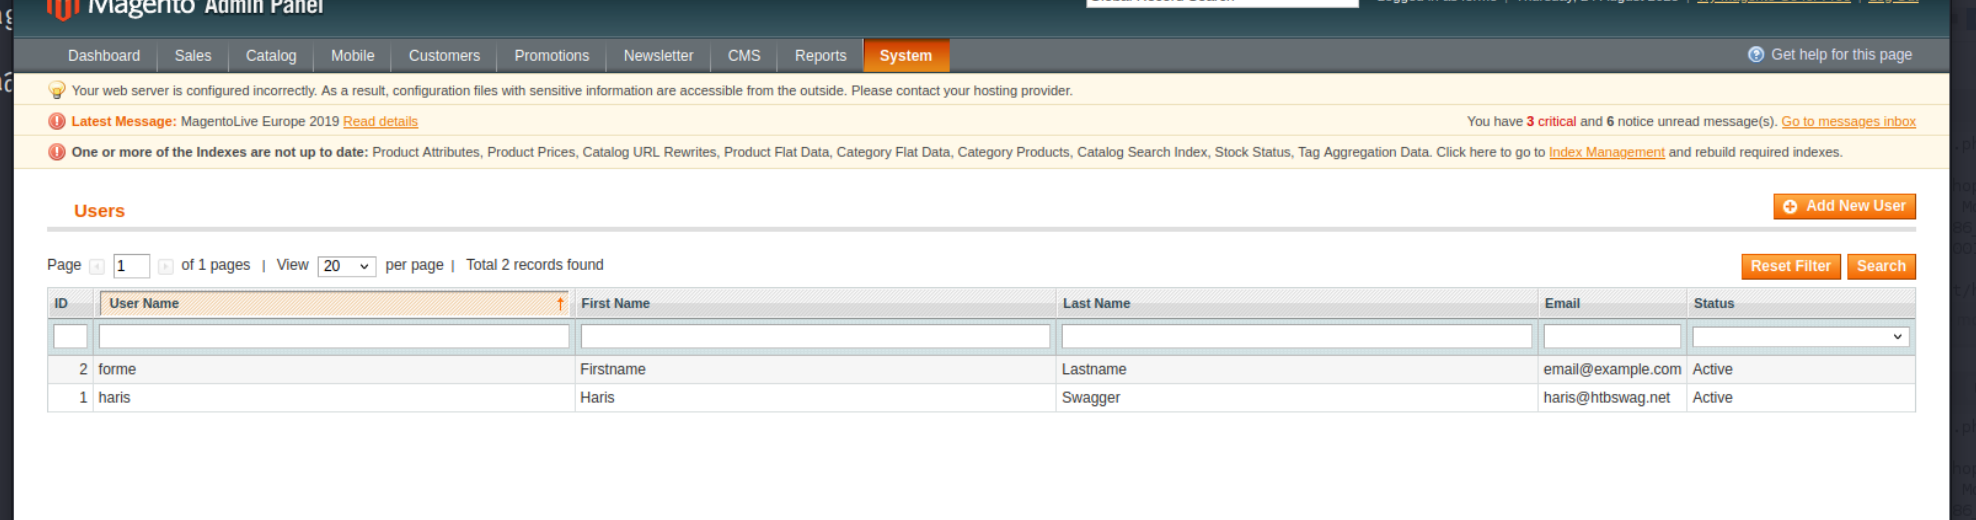 Magento Admin Panel
Dashboard Sales Catalog Mobile Customers Promotions Newsletter CMS Reports System Get help for this page
Your web server is configured incorrectly. As a result, configuration files with sensitive information are accessible from the outside. Please contact your hosting provider.
Latest Message: MagentoLive Europe 2019 Read details You have 3 critical and 6 notice unread message(s). Go to messages inbox
One or more of the Indexes are not up to date: Product Attributes, Product Prices, Catalog URL Rewrites, Product Flat Data, Category Flat Data, Category Products, Catalog Search Index, Stock Status, Tag Aggregation Data. Click here to go to Index Management and rebuild required indexes.
Users Add New User
Page 1 of 1 pages | View 20 per page | Total 2 records found Reset Filter Search
ID User Name First Name Last Name Email Status
2 forme Firstname Lastname email@example.com Active
1 haris Haris Swagger haris@htbswag.net Active